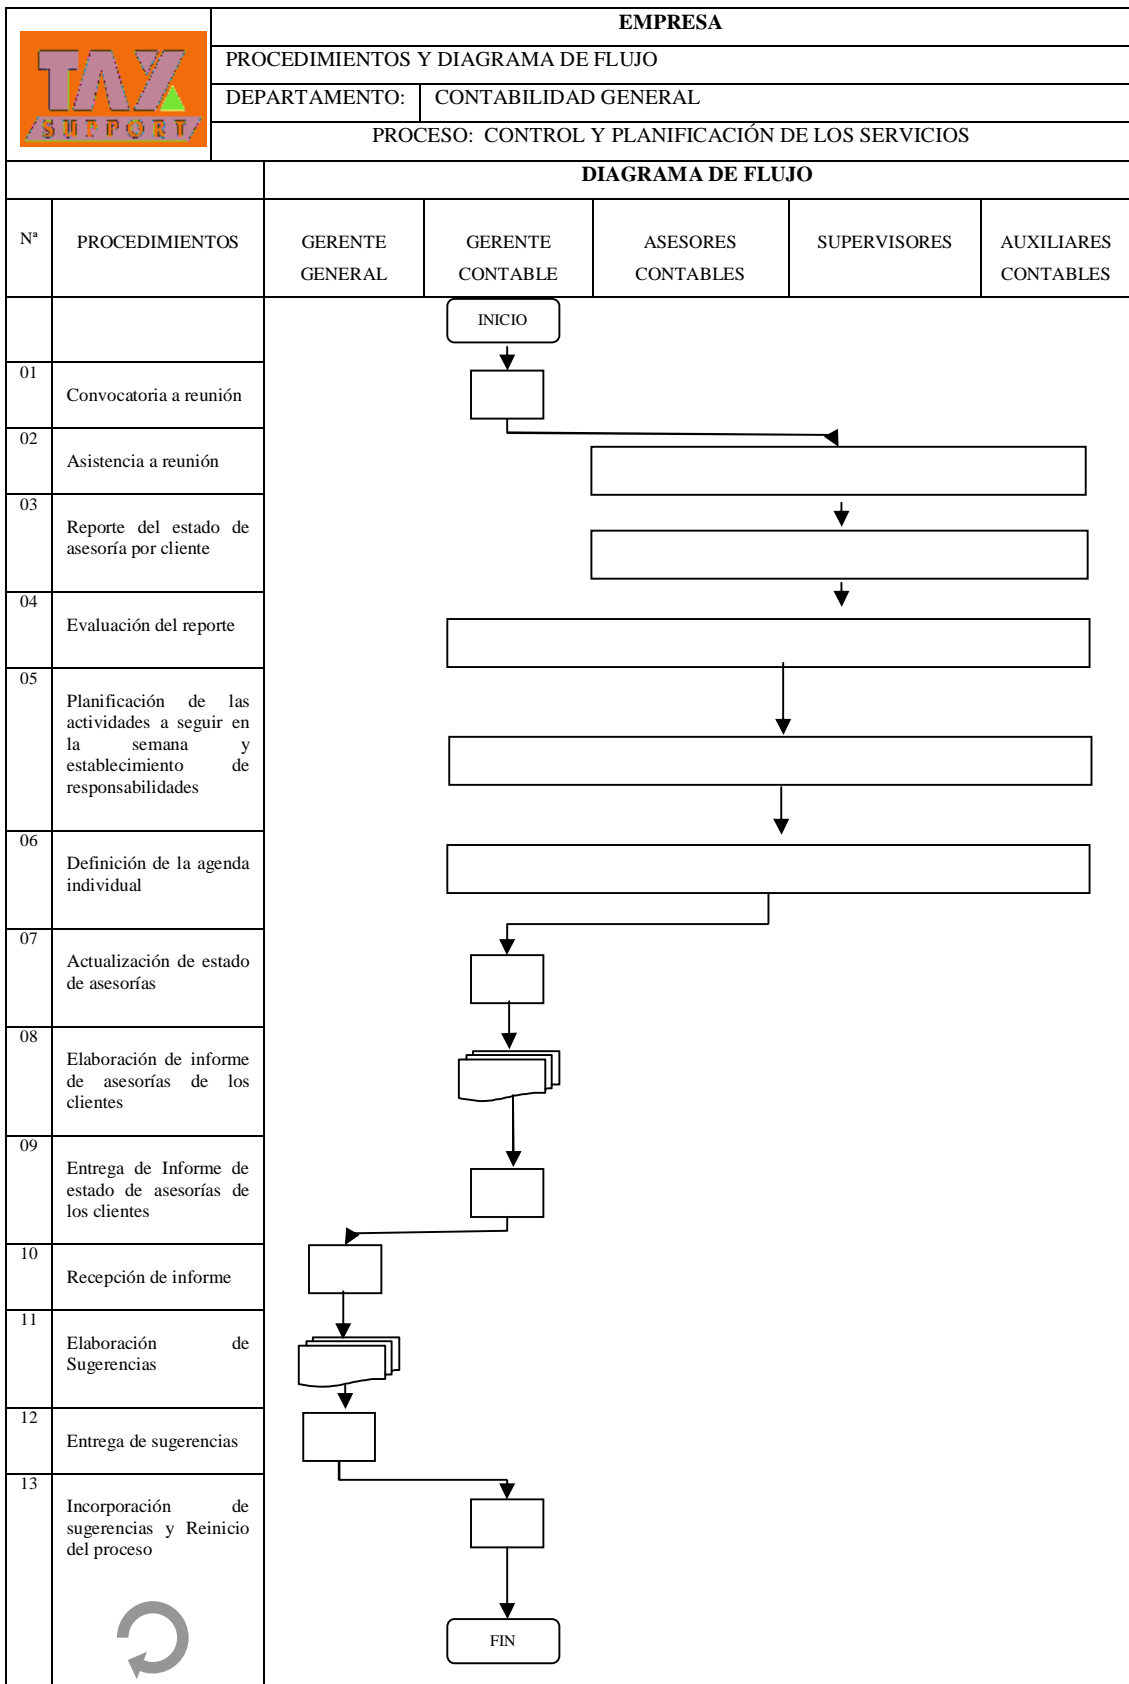 TAX
SUPPORT
EMPRESA
PROCEDIMIENTOS Y DIAGRAMA DE FLUJO
DEPARTAMENTO: CONTABILIDAD GENERAL
PROCESO: CONTROL Y PLANIFICACIÓN DE LOS SERVICIOS
DIAGRAMA DE FLUJO
Nª PROCEDIMIENTOS
GERENTE
GENERAL
GERENTE
CONTABLE
ASESORES
CONTABLES
SUPERVISORES
AUXILIARES
CONTABLES
INICIO
01
Convocatoria a reunión
02
Asistencia a reunión
03
Reporte del estado de
asesoría por cliente
04
Evaluación del reporte
05
Planificación de las
actividades a seguir en
la semana y
establecimiento de
responsabilidades
06
Definición de la agenda
individual
07
Actualización de estado
de asesorías
08
Elaboración de informe
de asesorías de los
clientes
09
Entrega de Informe de
estado de asesorías de
los clientes
10
Recepción de informe
11
Elaboración de
Sugerencias
12
Entrega de sugerencias
13
Incorporación de
sugerencias y Reinicio
del proceso
FIN